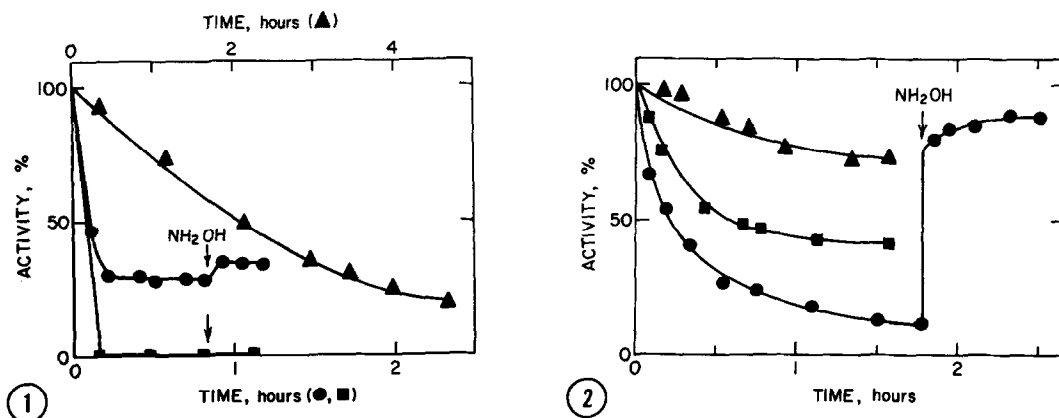 TIME, hours (▲)
0 2 4
100
50
0
ACTIVITY, %
NH₂OH
0 1 2
TIME, hours (●, ■)
1
100
50
0
ACTIVITY, %
NH₂OH
0 1 2
TIME, hours
2